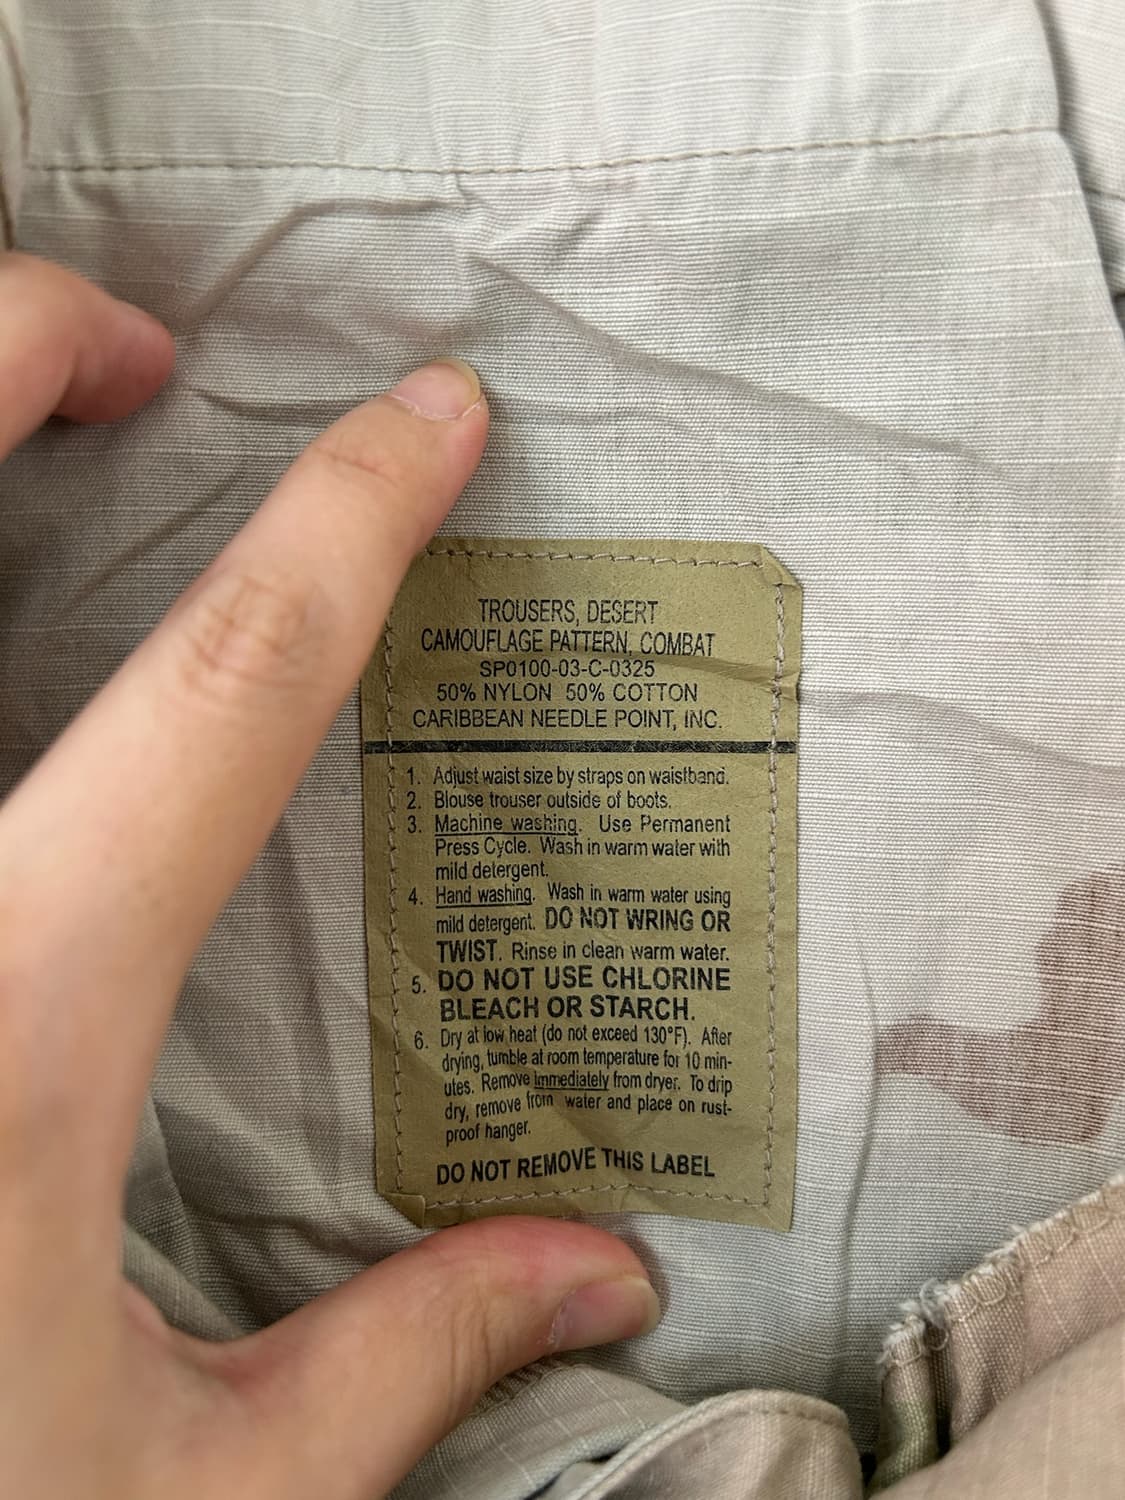 TROUSERS, DESERT
CAMOUFLAGE PATTERN, COMBAT
SP0100-03-C-0325
50% NYLON 50% COTTON
CARIBBEAN NEEDLE POINT, INC.
1. Adjust waist size by straps on waistband.
2. Blouse trouser outside of boots.
3. Machine washing. Use Permanent
Press Cycle. Wash in warm water with
mild detergent.
4. Hand washing. Wash in warm water using
mild detergent. DO NOT WRING OR
TWIST. Rinse in clean warm water.
5. DO NOT USE CHLORINE
BLEACH OR STARCH.
6. Dry at low heat (do not exceed 130°F). After
drying, tumble at room temperature for 10 min-
utes. Remove immediately from dryer. To drip
dry, remove from water and place on rust-
proof hanger.
DO NOT REMOVE THIS LABEL